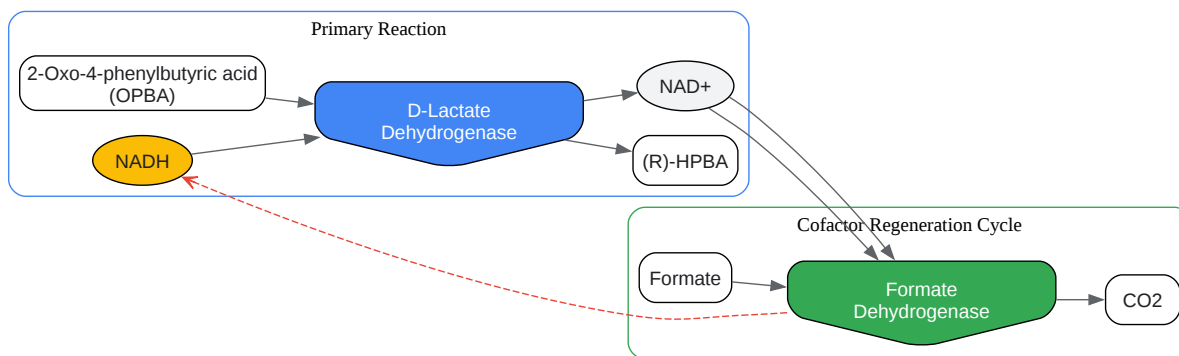 Primary Reaction
2-Oxo-4-phenylbutyric acid
(OPBA)
D-Lactate
Dehydrogenase
NAD+
NADH
(R)-HPBA
Cofactor Regeneration Cycle
Formate
Formate
Dehydrogenase
CO2